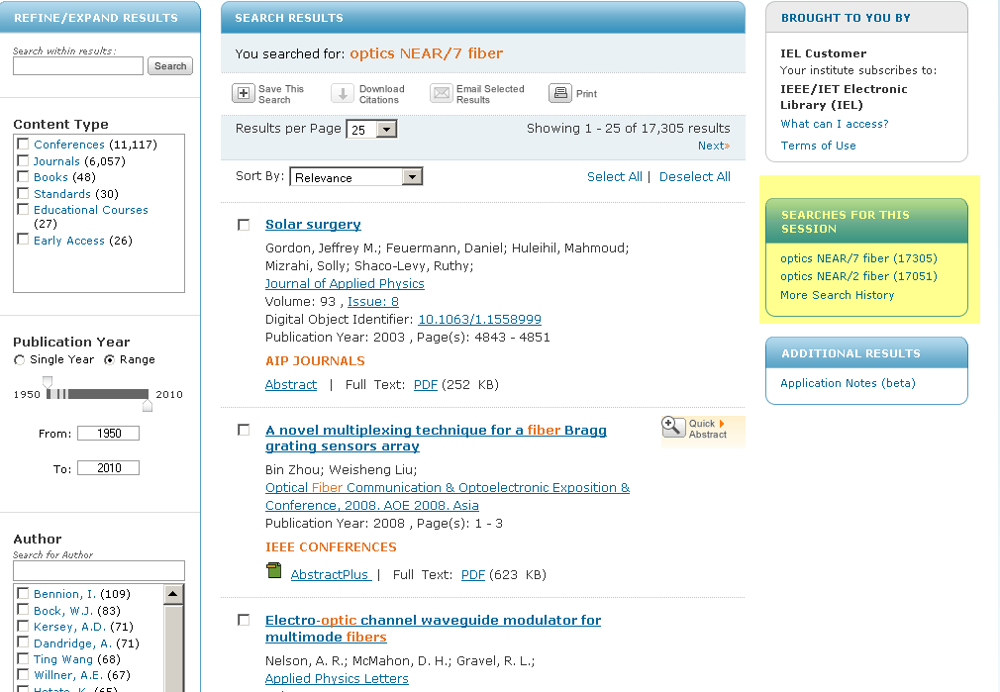 REFINE/EXPAND RESULTS
Search within results:
Search
Content Type
Conferences (11,117)
Journals (6,057)
Books (48)
Standards (30)
Educational Courses
(27)
Early Access (26)
Publication Year
Single Year Range
1950 2010
From: 1950
To: 2010
Author
Search for Author
Bennion, I. (109)
Bock, W.J. (83)
Kersey, A.D. (71)
Dandridge, A. (71)
Ting Wang (68)
Willner, A.E. (67)
SEARCH RESULTS
You searched for: optics NEAR/7 fiber
Save This
Search
Download
Citations
Email Selected
Results
Print
Results per Page 25
Showing 1 - 25 of 17,305 results
Next»
Sort By: Relevance
Select All | Deselect All
Solar surgery
Gordon, Jeffrey M.; Feuermann, Daniel; Huleihil, Mahmoud;
Mizrahi, Solly; Shaco-Levy, Ruthy;
Journal of Applied Physics
Volume: 93 , Issue: 8
Digital Object Identifier: 10.1063/1.1558999
Publication Year: 2003 , Page(s): 4843 - 4851
AIP JOURNALS
Abstract | Full Text: PDF (252 KB)
A novel multiplexing technique for a fiber Bragg
grating sensors array
Quick
Abstract
Bin Zhou; Weisheng Liu;
Optical Fiber Communication & Optoelectronic Exposition &
Conference, 2008. AOE 2008. Asia
Publication Year: 2008 , Page(s): 1 - 3
IEEE CONFERENCES
AbstractPlus | Full Text: PDF (623 KB)
Electro-optic channel waveguide modulator for
multimode fibers
Nelson, A. R.; McMahon, D. H.; Gravel, R. L.;
Applied Physics Letters
BROUGHT TO YOU BY
IEL Customer
Your institute subscribes to:
IEEE/IET Electronic
Library (IEL)
What can I access?
Terms of Use
SEARCHES FOR THIS
SESSION
optics NEAR/7 fiber (17305)
optics NEAR/2 fiber (17051)
More Search History
ADDITIONAL RESULTS
Application Notes (beta)